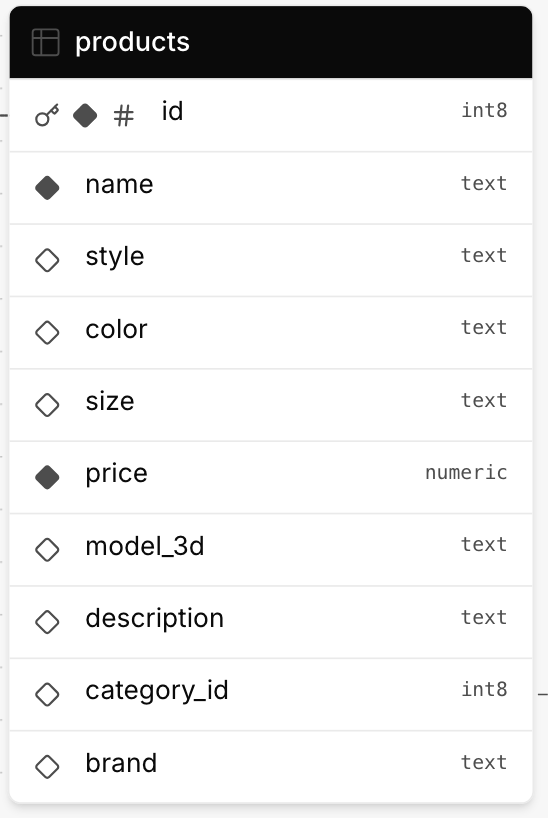 products
# id int8
name text
style text
color text
size text
price numeric
model_3d text
description text
category_id int8
brand text